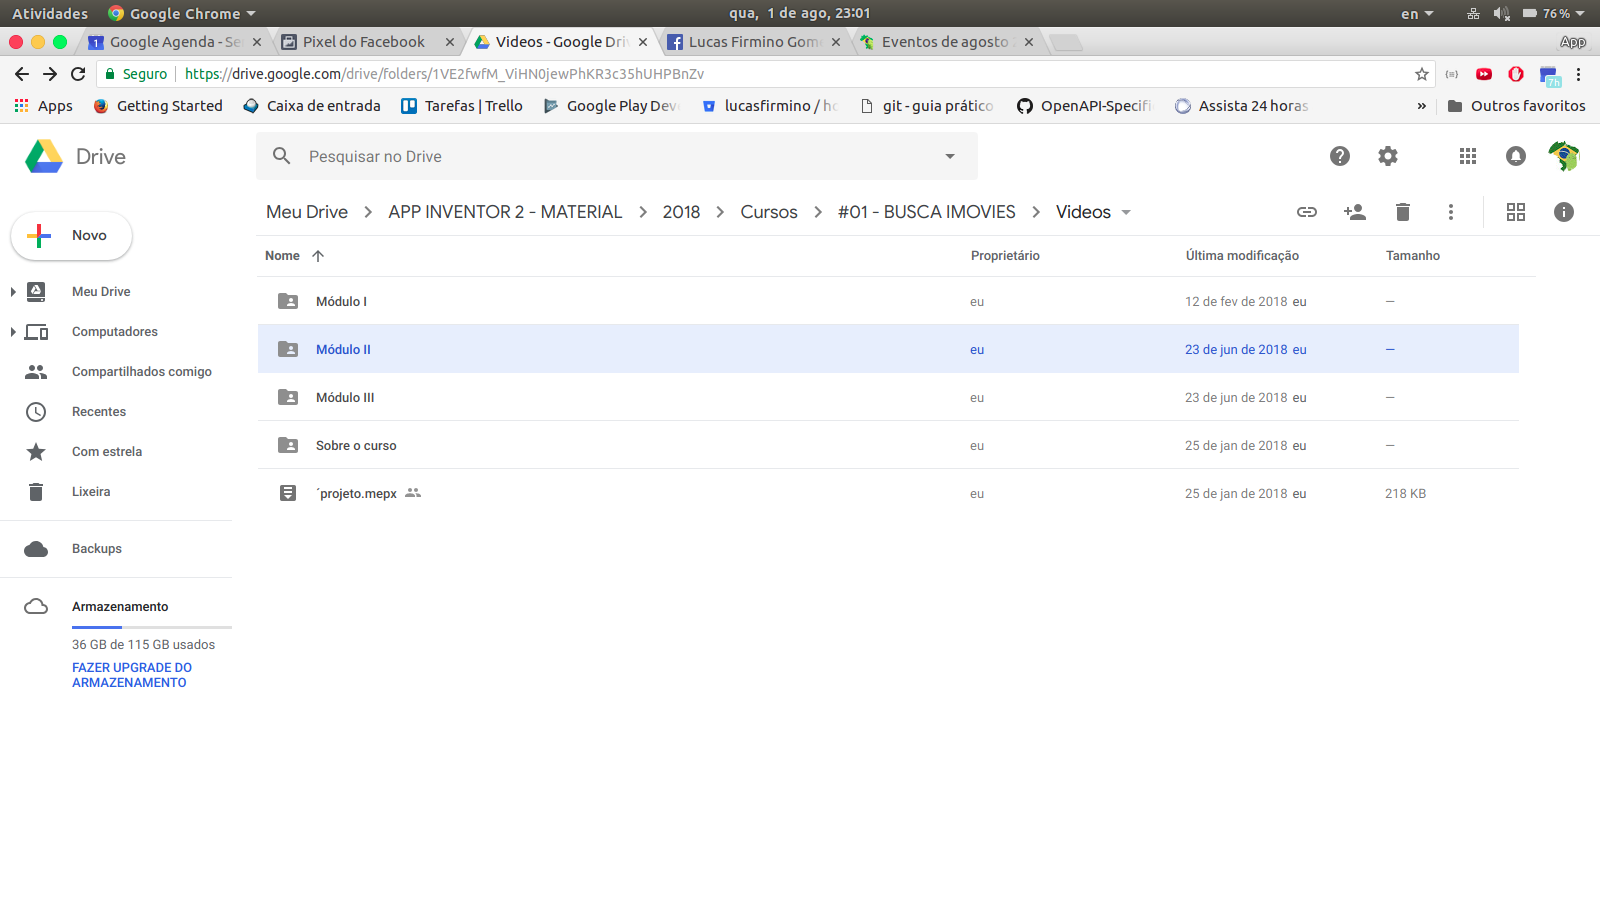 Atividades Google Chrome qua, 1 de ago, 23:01 en 76%
1 Google Agenda - Se Pixel do Facebook Videos - Google Dri Lucas Firmino Gom Eventos de agosto App
Seguro https://drive.google.com/drive/folders/1VE2fwfM_ViHN0jewPhKR3c35hUHPBnZv 7h
Apps Getting Started Caixa de entrada Tarefas | Trello Google Play Dev lucasfirmino / ho git - guia prático OpenAPI-Specifi Assista 24 horas » Outros favoritos
Drive Pesquisar no Drive
Meu Drive > APP INVENTOR 2 - MATERIAL > 2018 > Cursos > #01 - BUSCA IMOVIES > Videos
Novo
Nome Proprietário Última modificação Tamanho
Meu Drive
Computadores
Compartilhados comigo
Recentes
Com estrela
Lixeira
Backups
Armazenamento
36 GB de 115 GB usados
FAZER UPGRADE DO
ARMAZENAMENTO
Módulo I eu 12 de fev de 2018 eu —
Módulo II eu 23 de jun de 2018 eu —
Módulo III eu 23 de jun de 2018 eu —
Sobre o curso eu 25 de jan de 2018 eu —
´projeto.mepx eu 25 de jan de 2018 eu 218 KB